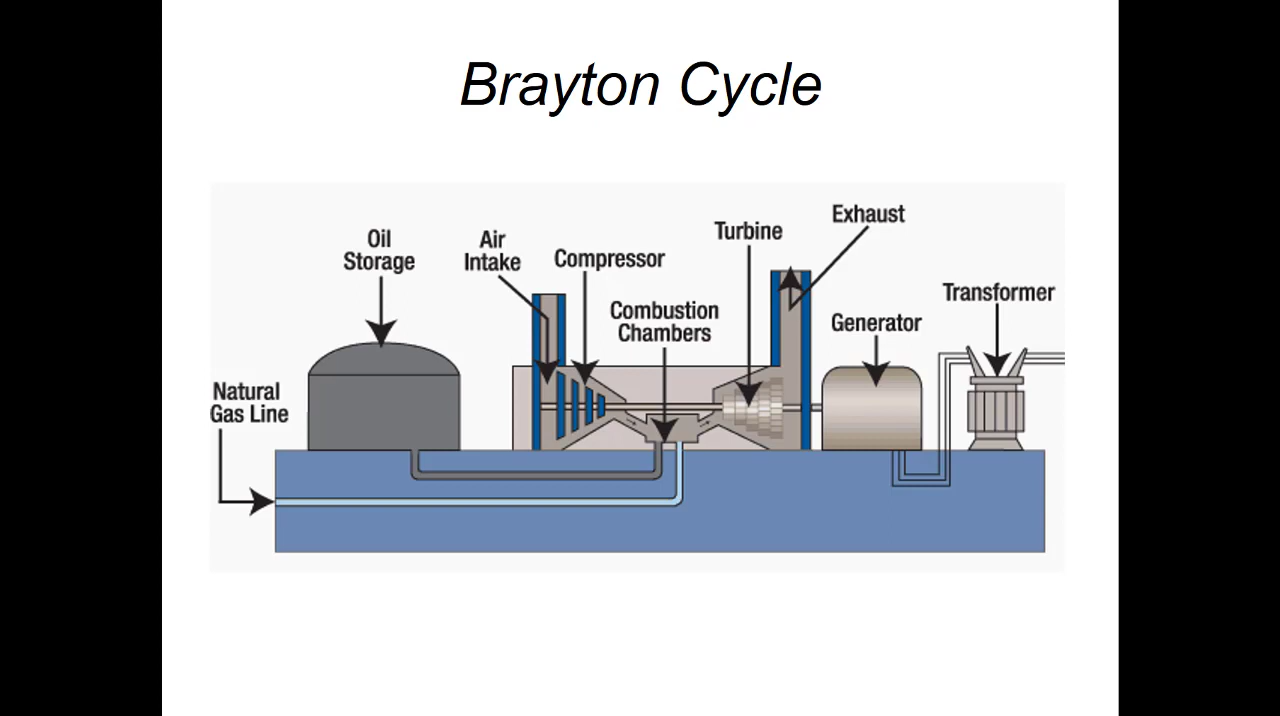 Brayton Cycle
Oil
Storage
Air
Intake
Compressor
Combustion
Chambers
Turbine
Exhaust
Generator
Transformer
Natural
Gas Line